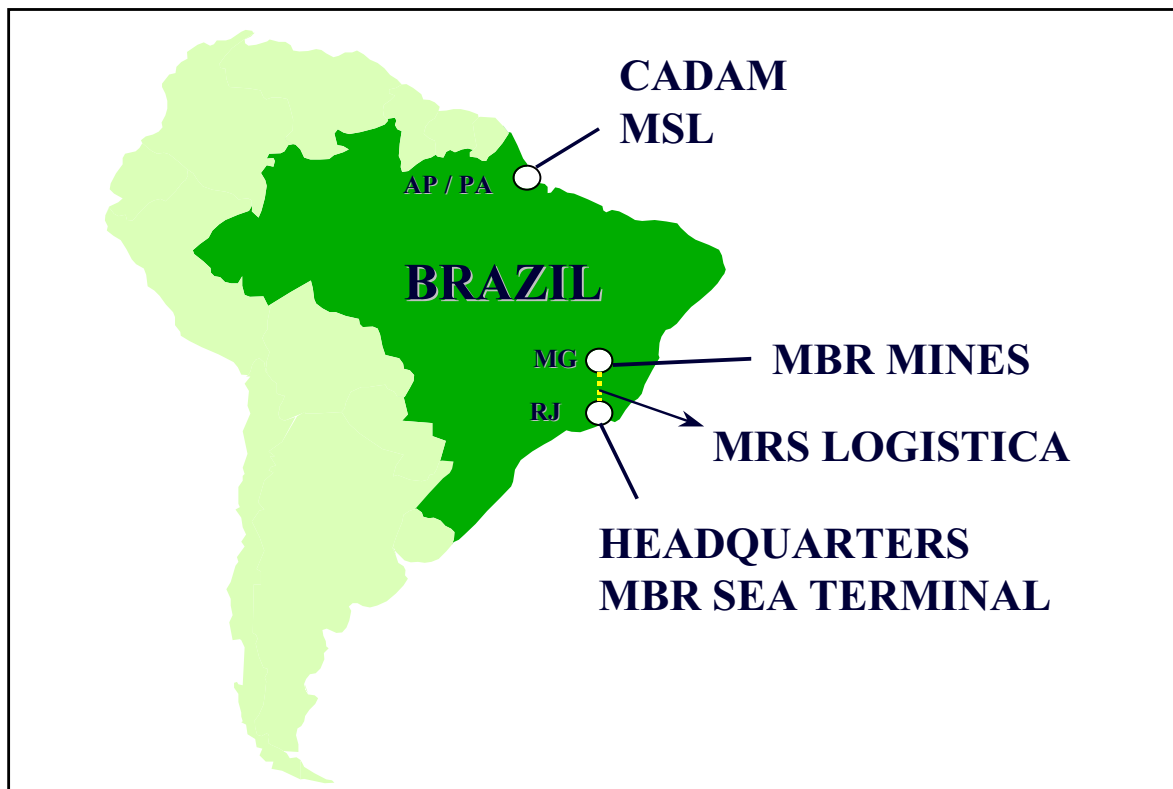 CADAM
MSL
AP / PA
BRAZIL
MG
MBR MINES
RJ
MRS LOGISTICA
HEADQUARTERS
MBR SEA TERMINAL